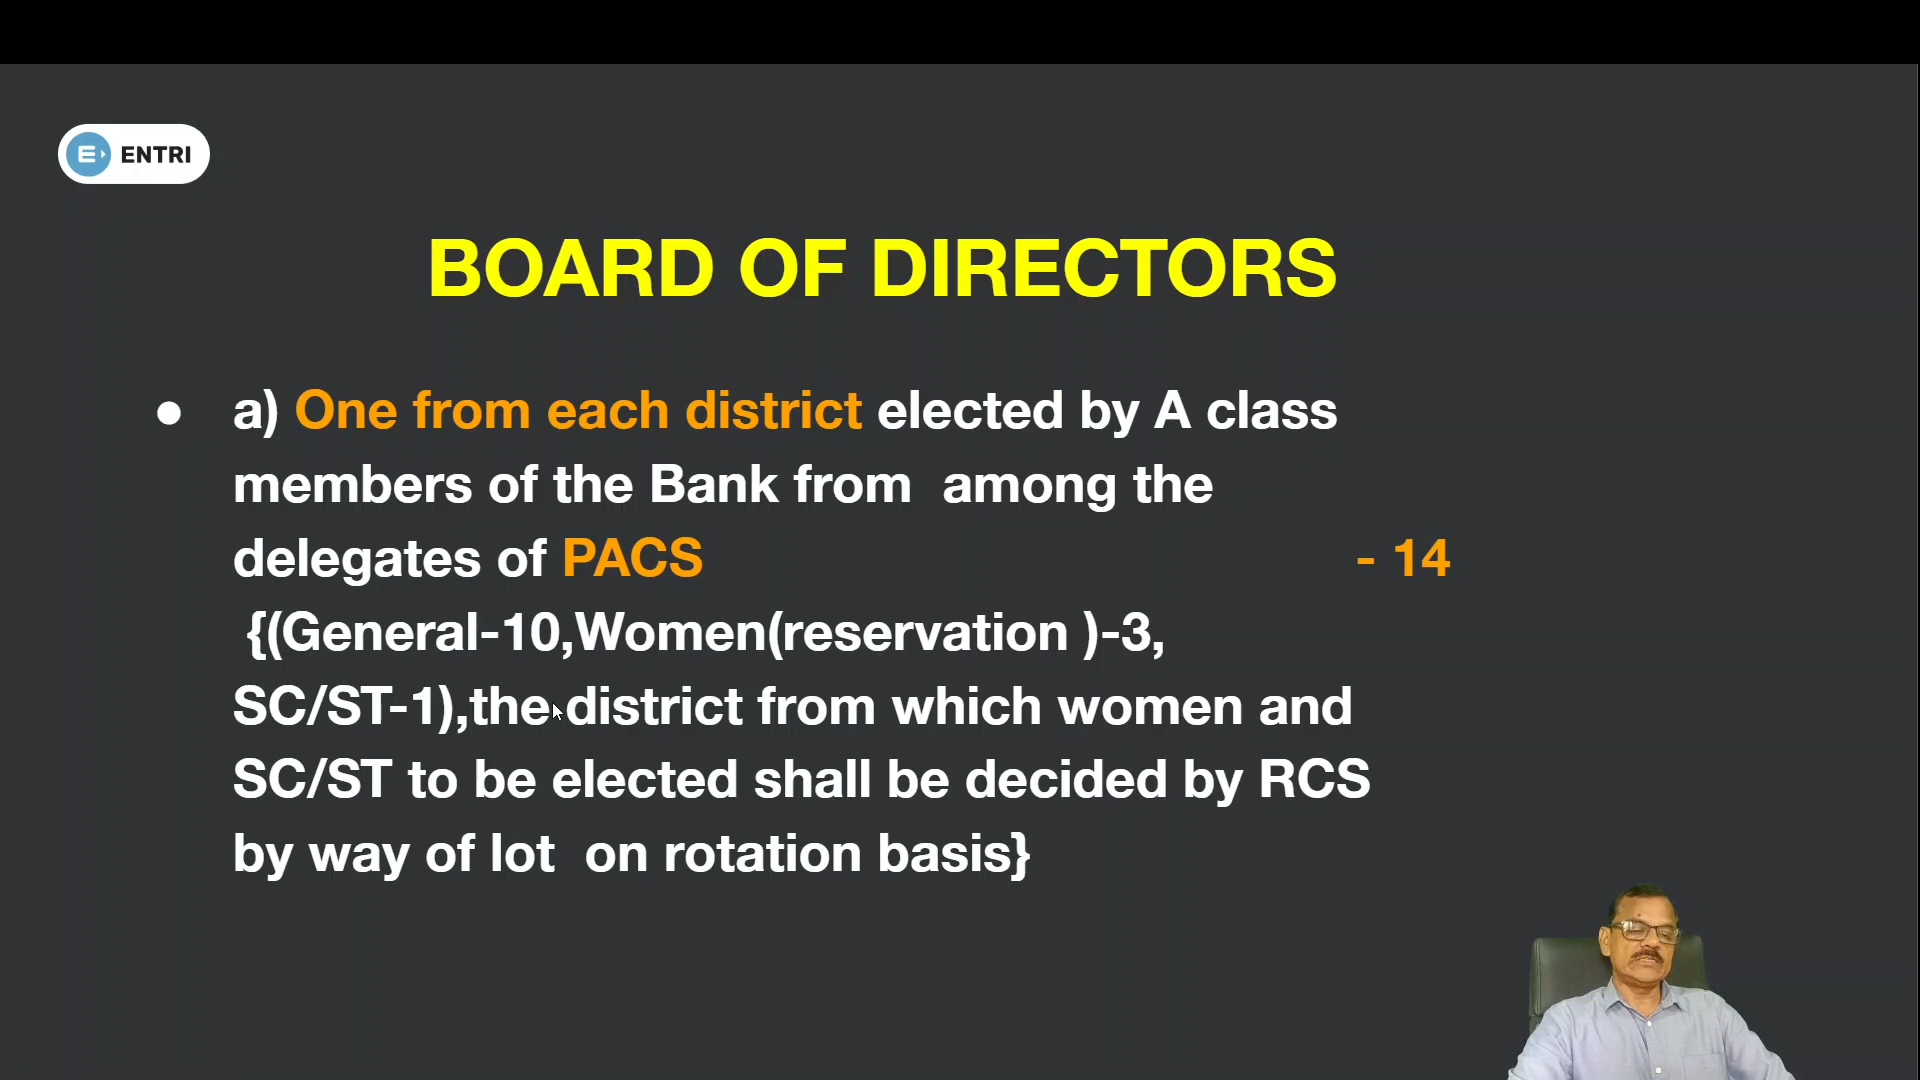 ENTRI
BOARD OF DIRECTORS
● a) One from each district elected by A class
members of the Bank from  among the
delegates of PACS - 14
{(General-10,Women(reservation )-3,
SC/ST-1),the district from which women and
SC/ST to be elected shall be decided by RCS
by way of lot  on rotation basis}